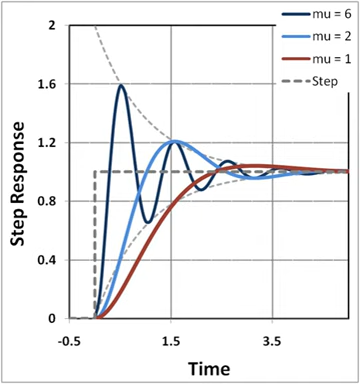 mu = 6
mu = 2
mu = 1
Step
2
1.6
1.2
0.8
0.4
0
Step Response
-0.5
1.5
3.5
Time